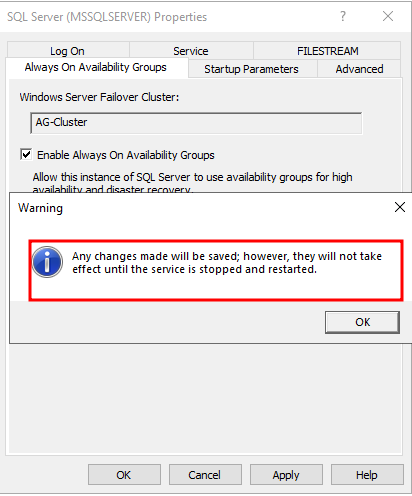 SQL Server (MSSQLSERVER) Properties
?
Log On
Service
FILESTREAM
Always On Availability Groups
Startup Parameters
Advanced
Windows Server Failover Cluster:
AG-Cluster
Enable Always On Availability Groups
Allow this instance of SQL Server to use availability groups for high
availability and disaster recovery.
Warning
Any changes made will be saved; however, they will not take
effect until the service is stopped and restarted.
OK
OK
Cancel
Apply
Help